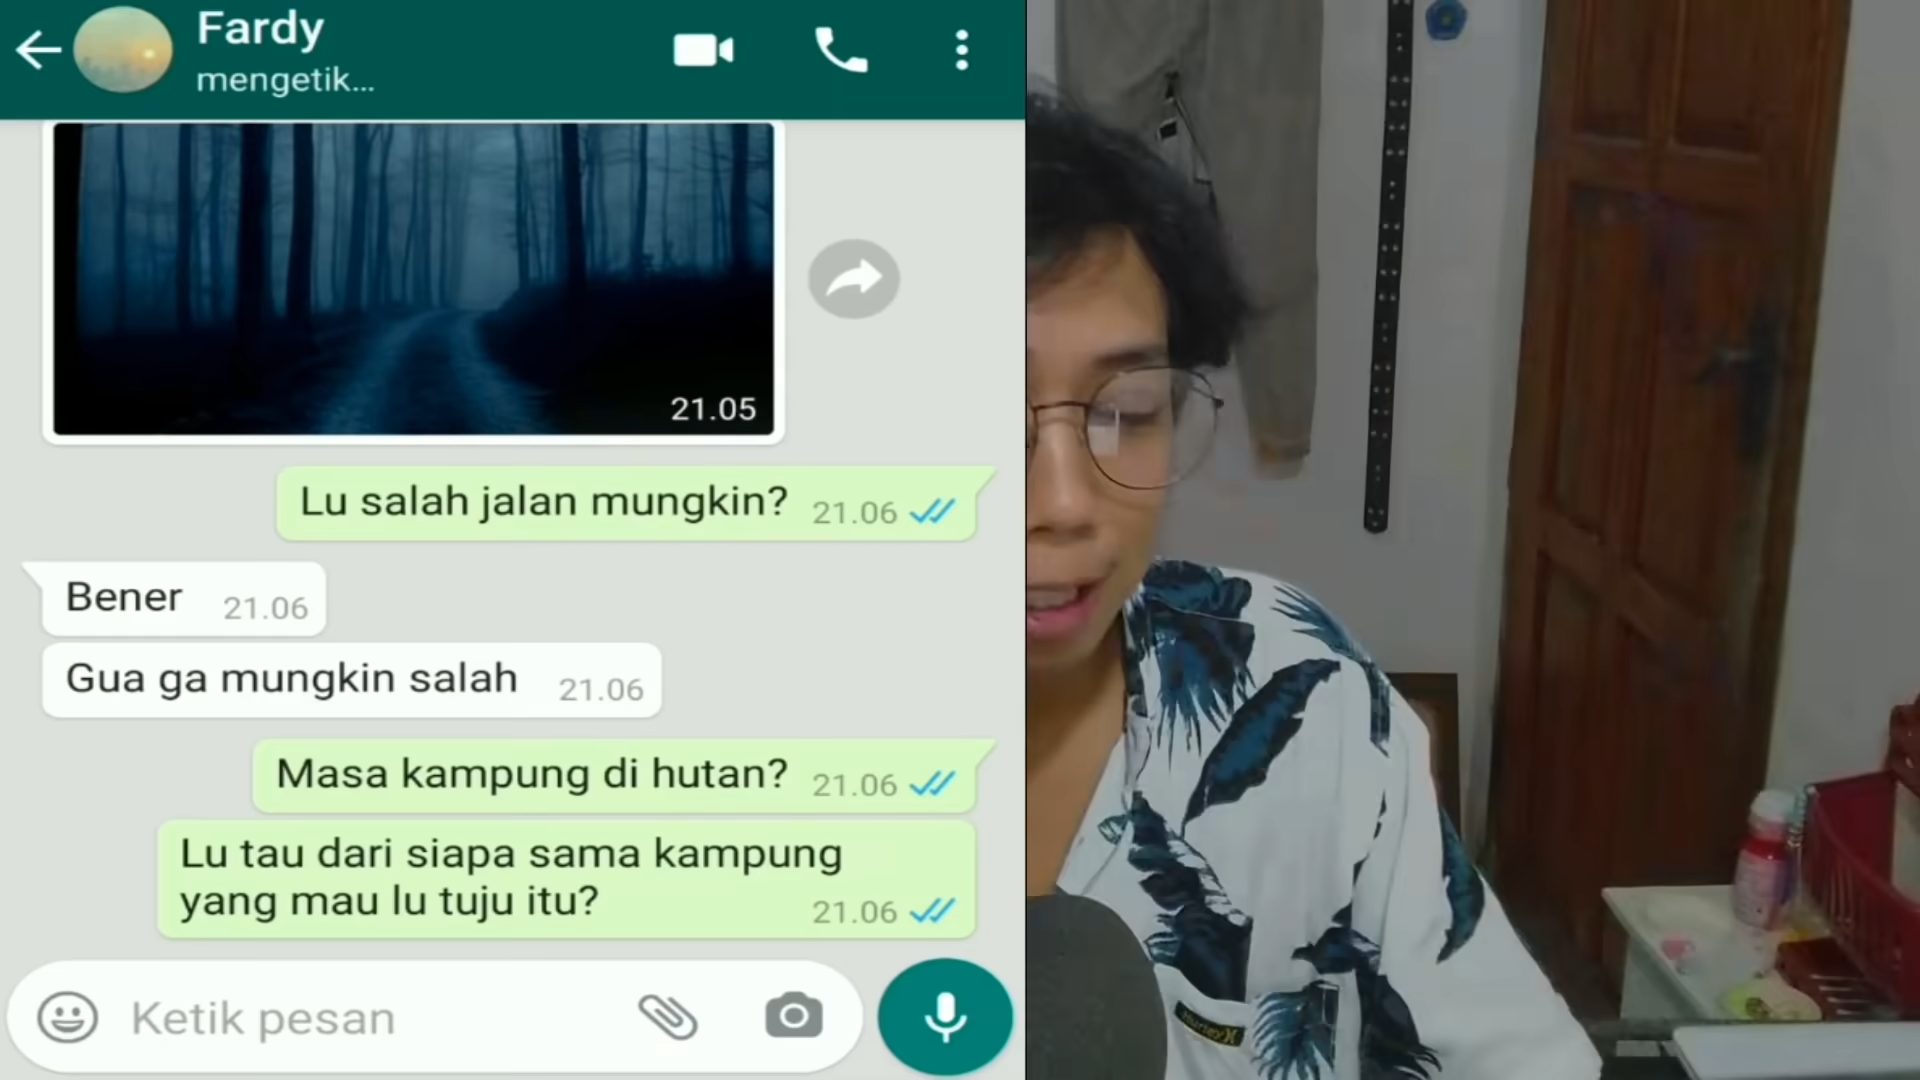 Fardy
mengetik...
21.05
Lu salah jalan mungkin? 21.06
Bener 21.06
Gua ga mungkin salah 21.06
Masa kampung di hutan? 21.06
Lu tau dari siapa sama kampung
yang mau lu tuju itu? 21.06
Ketik pesan
Hurley